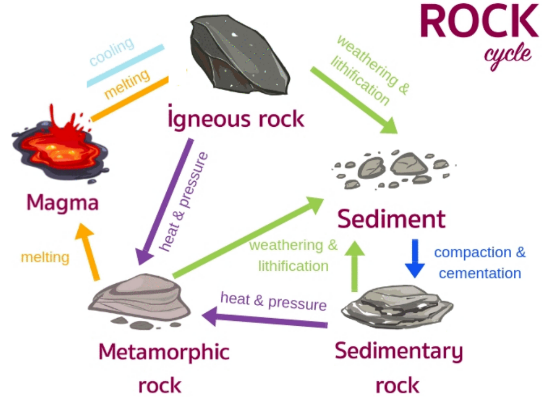 ROCK
cycle
cooling
melting
weathering &
lithification
igneous rock
Magma
heat & pressure
Sediment
melting
weathering &
lithification
compaction &
cementation
heat & pressure
Metamorphic
rock
Sedimentary
rock